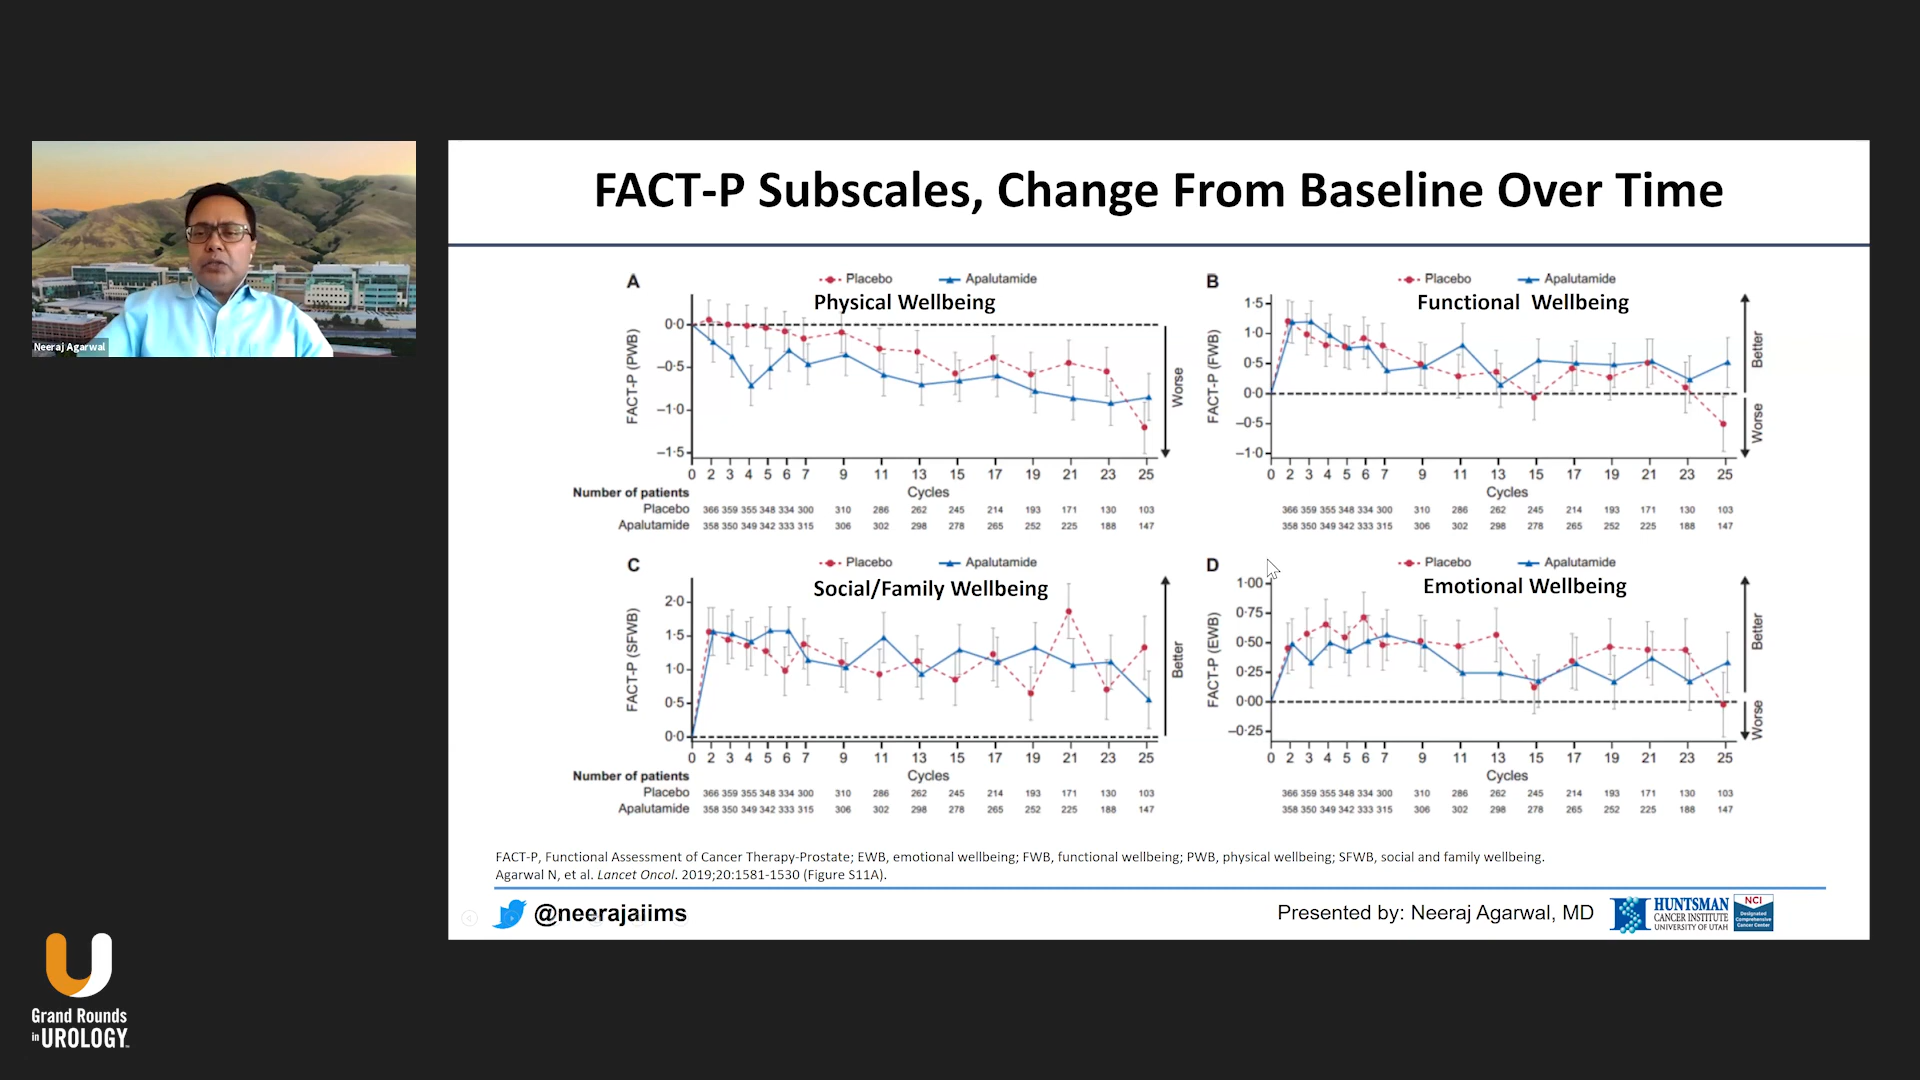 FACT-P Subscales, Change From Baseline Over Time
Neeraj Agarwal
A
Placebo
Apalutamide
Physical Wellbeing
FACT-P (PWB)
0·0
−0·5
−1·0
−1·5
Worse
0 2 3 4 5 6 7 9 11 13 15 17 19 21 23 25
Number of patients
Cycles
Placebo 366 359 355 348 334 300 310 286 262 245 214 193 171 130 103
Apalutamide 358 350 349 342 333 315 306 302 298 278 265 252 225 188 147
B
Placebo
Apalutamide
Functional Wellbeing
FACT-P (FWB)
1·5
1·0
0·5
0·0
−0·5
−1·0
Better
Worse
0 2 3 4 5 6 7 9 11 13 15 17 19 21 23 25
Cycles
366 359 355 348 334 300 310 286 262 245 214 193 171 130 103
358 350 349 342 333 315 306 302 298 278 265 252 225 188 147
C
Placebo
Apalutamide
Social/Family Wellbeing
FACT-P (SFWB)
2·0
1·5
1·0
0·5
0·0
Better
0 2 3 4 5 6 7 9 11 13 15 17 19 21 23 25
Number of patients
Cycles
Placebo 366 359 355 348 334 300 310 286 262 245 214 193 171 130 103
Apalutamide 358 350 349 342 333 315 306 302 298 278 265 252 225 188 147
D
Placebo
Apalutamide
Emotional Wellbeing
FACT-P (EWB)
1·00
0·75
0·50
0·25
0·00
−0·25
Better
Worse
0 2 3 4 5 6 7 9 11 13 15 17 19 21 23 25
Cycles
366 359 355 348 334 300 310 286 262 245 214 193 171 130 103
358 350 349 342 333 315 306 302 298 278 265 252 225 188 147
FACT-P, Functional Assessment of Cancer Therapy-Prostate; EWB, emotional wellbeing; FWB, functional wellbeing; PWB, physical wellbeing; SFWB, social and family wellbeing.
Agarwal N, et al. Lancet Oncol. 2019;20:1581-1530 (Figure S11A).
@neerajaiims
Presented by: Neeraj Agarwal, MD
HUNTSMAN
CANCER INSTITUTE
UNIVERSITY OF UTAH
NCI
Designated
Comprehensive
Cancer Center
Grand Rounds
in UROLOGY